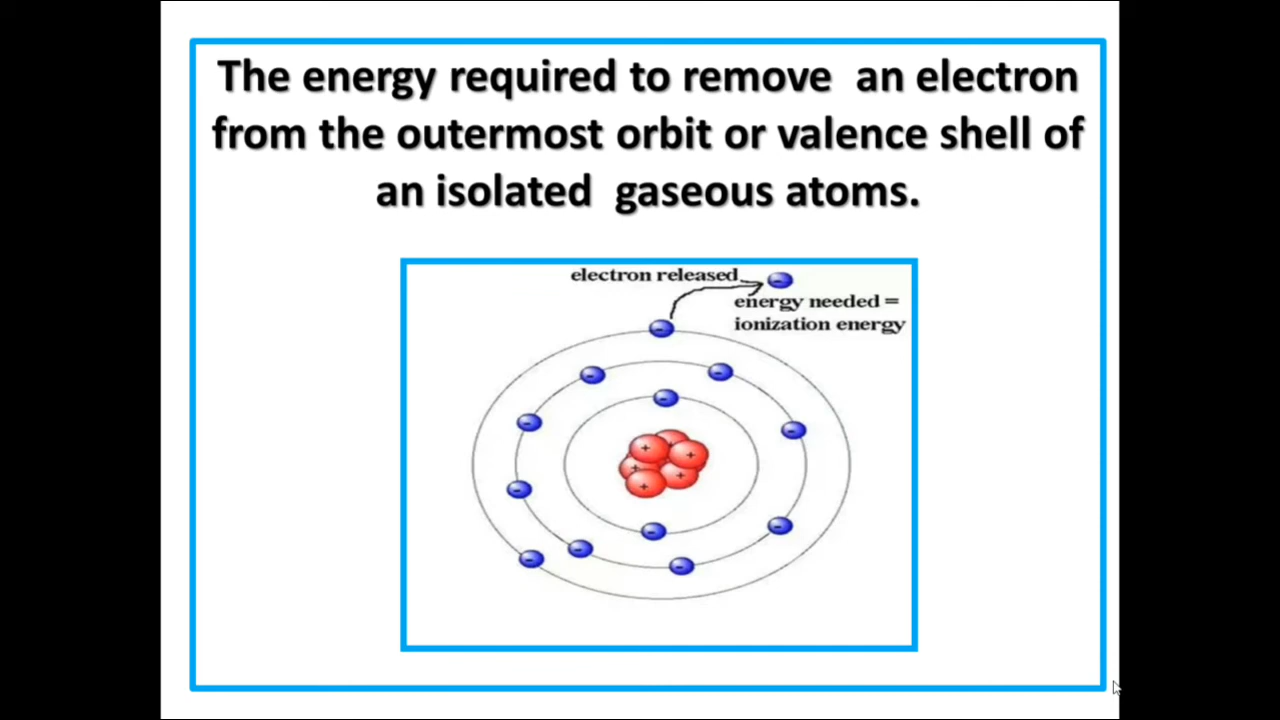 The energy required to remove an electron
from the outermost orbit or valence shell of
an isolated gaseous atoms.
electron released
energy needed =
ionization energy